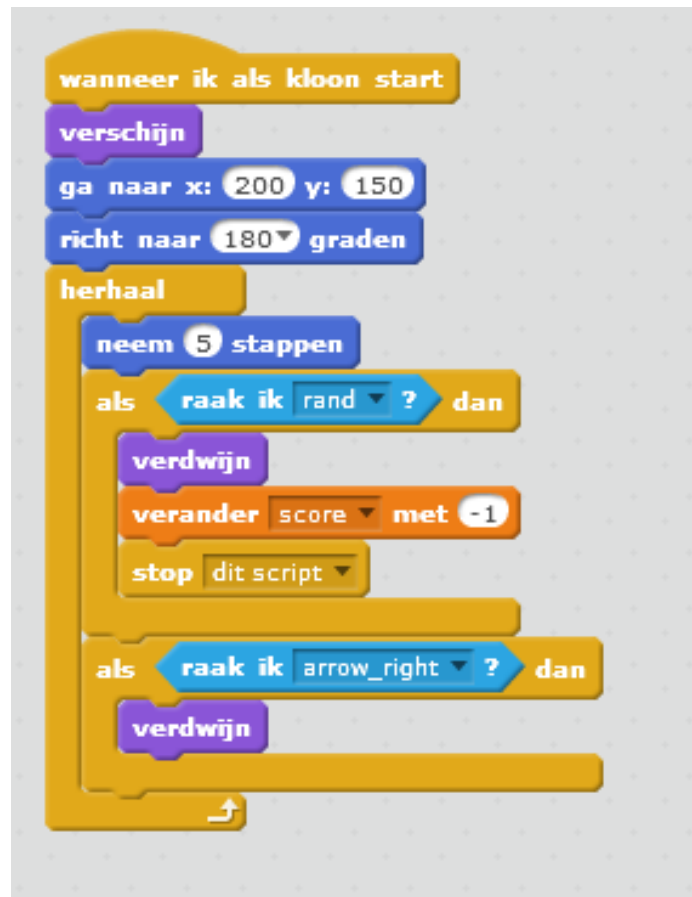 wanneer ik als kloon start
verschijn
ga naar x: 200 y: 150
richt naar 180 graden
herhaal
neem 5 stappen
als raak ik rand ? dan
verdwijn
verander score met -1
stop dit script
als raak ik arrow_right ? dan
verdwijn